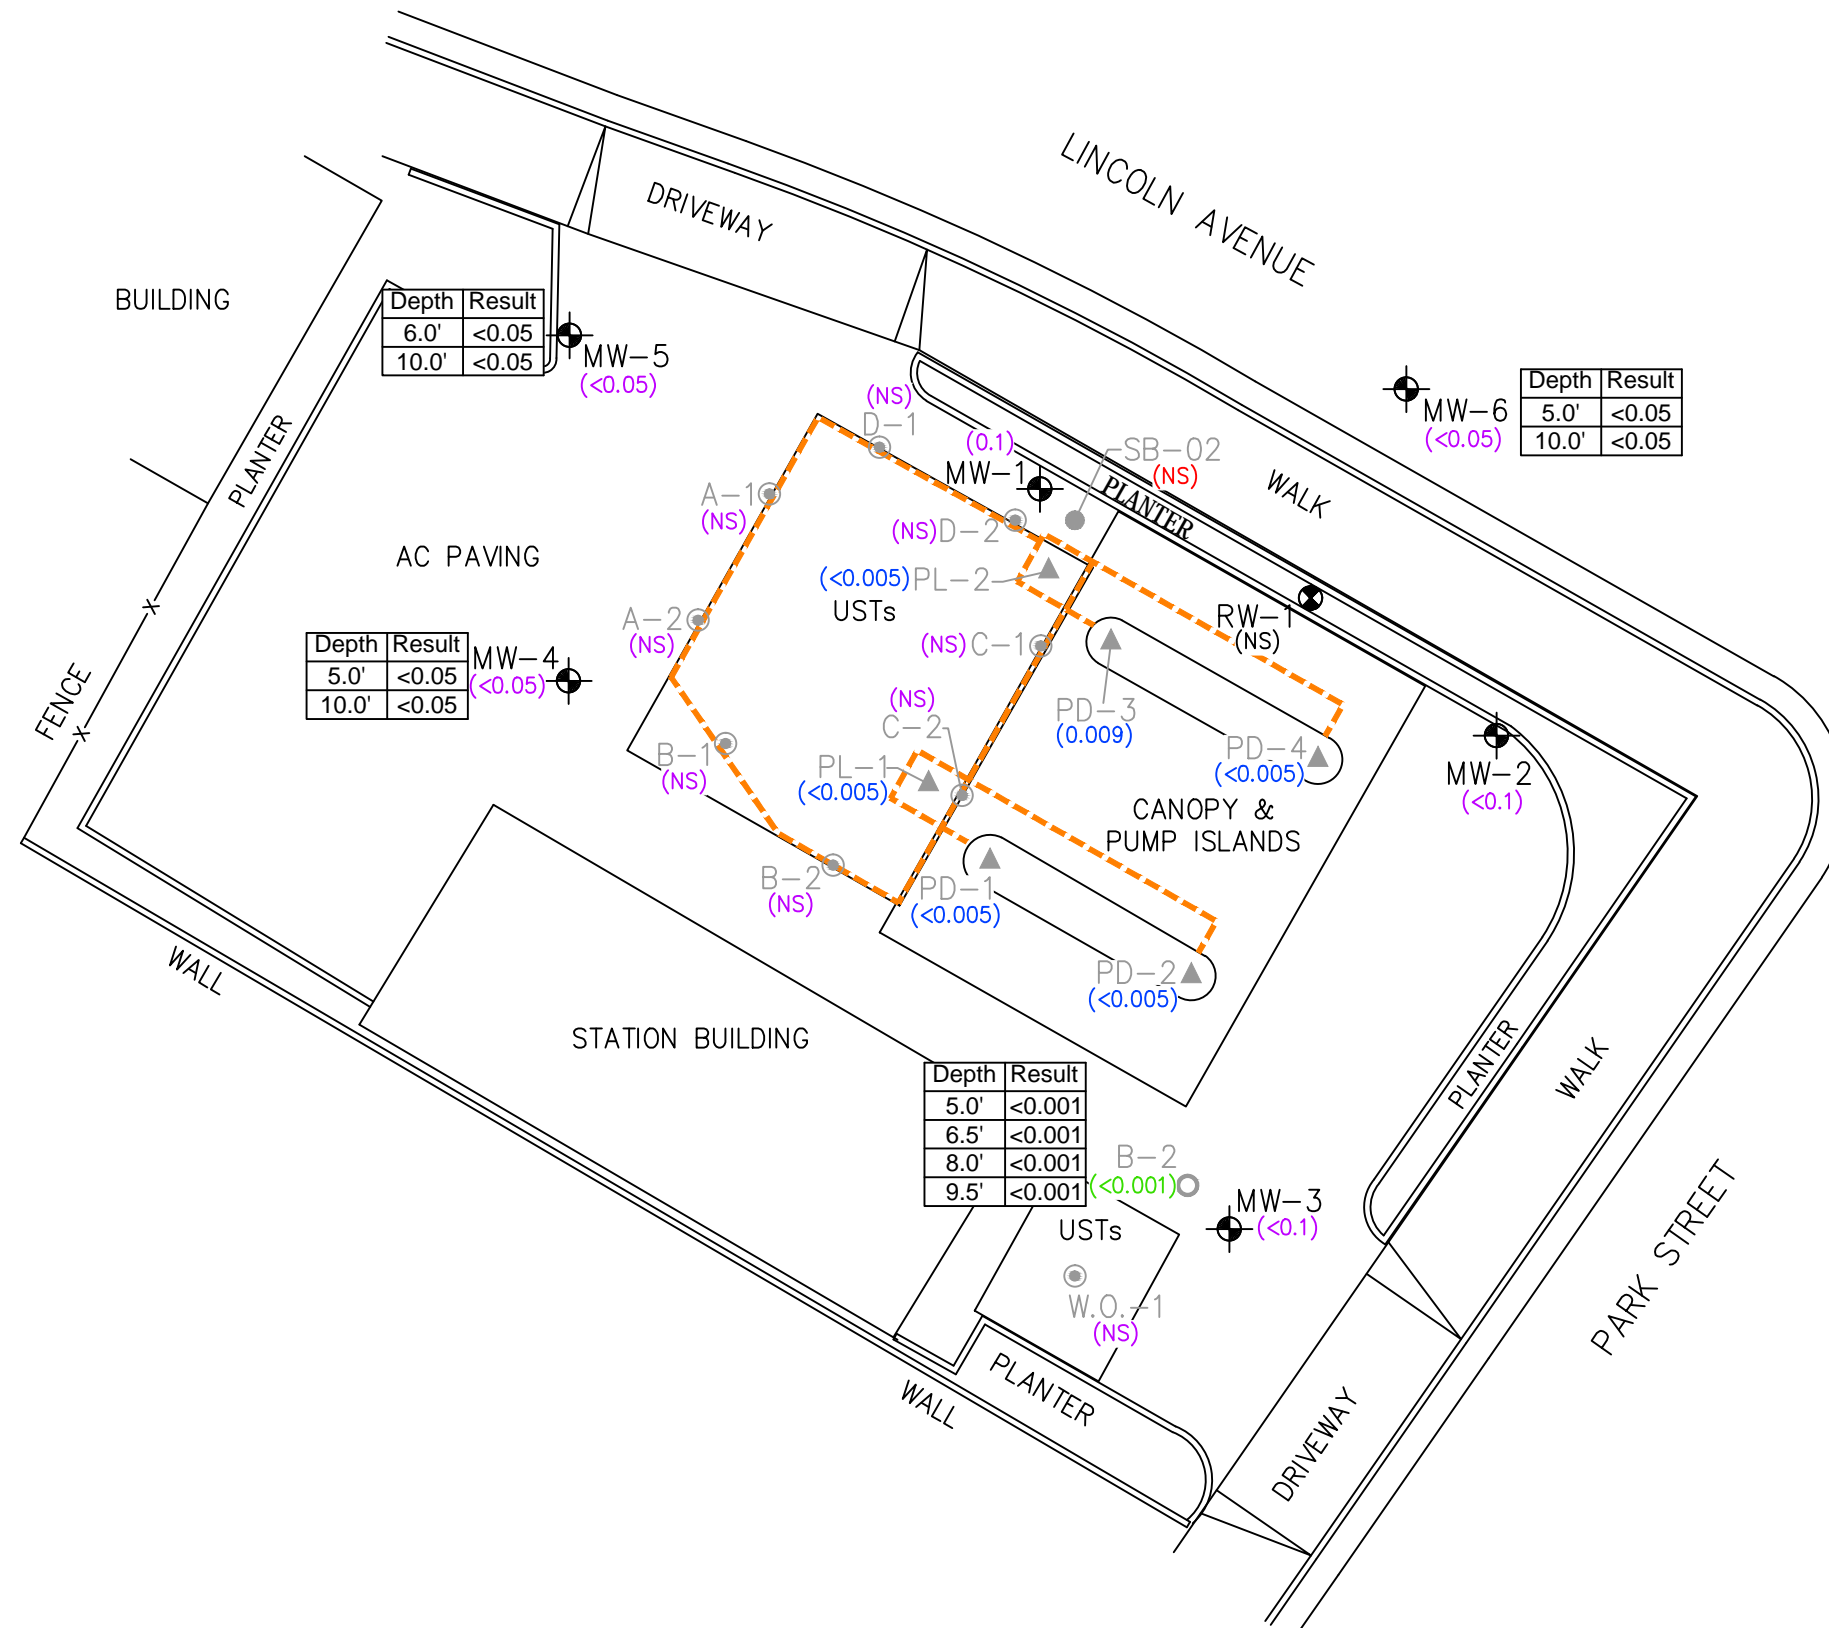 LINCOLN AVENUE
DRIVEWAY
BUILDING
Depth Result
6.0' <0.05
10.0' <0.05
MW-5
(<0.05)
MW-6
(<0.05)
Depth Result
5.0' <0.05
10.0' <0.05
PLANTER
(NS)
D-1
(0.1)
MW-1
SB-02
(NS)
PLANTER
WALK
A-1
(NS)
(NS) D-2
AC PAVING
(<0.005) PL-2
USTs
RW-1
(NS)
A-2
(NS)
(NS) C-1
Depth Result
5.0' <0.05
10.0' <0.05
MW-4
(<0.05)
FENCE
X
X
(NS)
C-2
PD-3
(0.009)
PD-4
(<0.005)
MW-2
(<0.1)
B-1
(NS)
PL-1
(<0.005)
CANOPY &
PUMP ISLANDS
B-2
(NS)
PD-1
(<0.005)
PD-2
(<0.005)
WALL
STATION BUILDING
Depth Result
5.0' <0.001
6.5' <0.001
8.0' <0.001
9.5' <0.001
PLANTER
WALK
B-2
(<0.001)
MW-3
(<0.1)
USTs
W.O.-1
(NS)
PARK STREET
PLANTER
WALL
DRIVEWAY